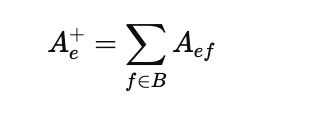 $A_e^+ = \sum_{f \in B} A_{ef}$